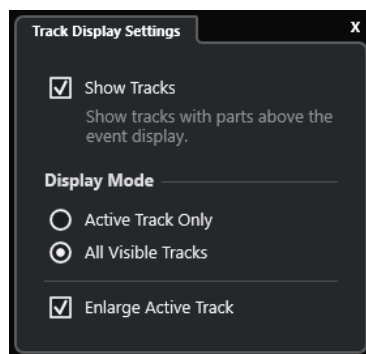 Track Display Settings
X
Show Tracks
Show tracks with parts above the
event display.
Display Mode
Active Track Only
All Visible Tracks
Enlarge Active Track